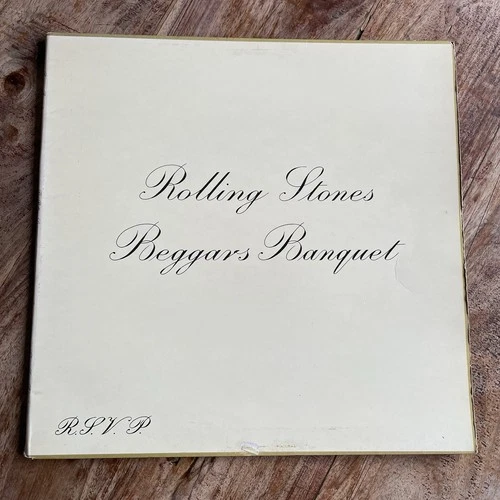 Rolling Stones
Beggars Banquet
R.S.V.P.